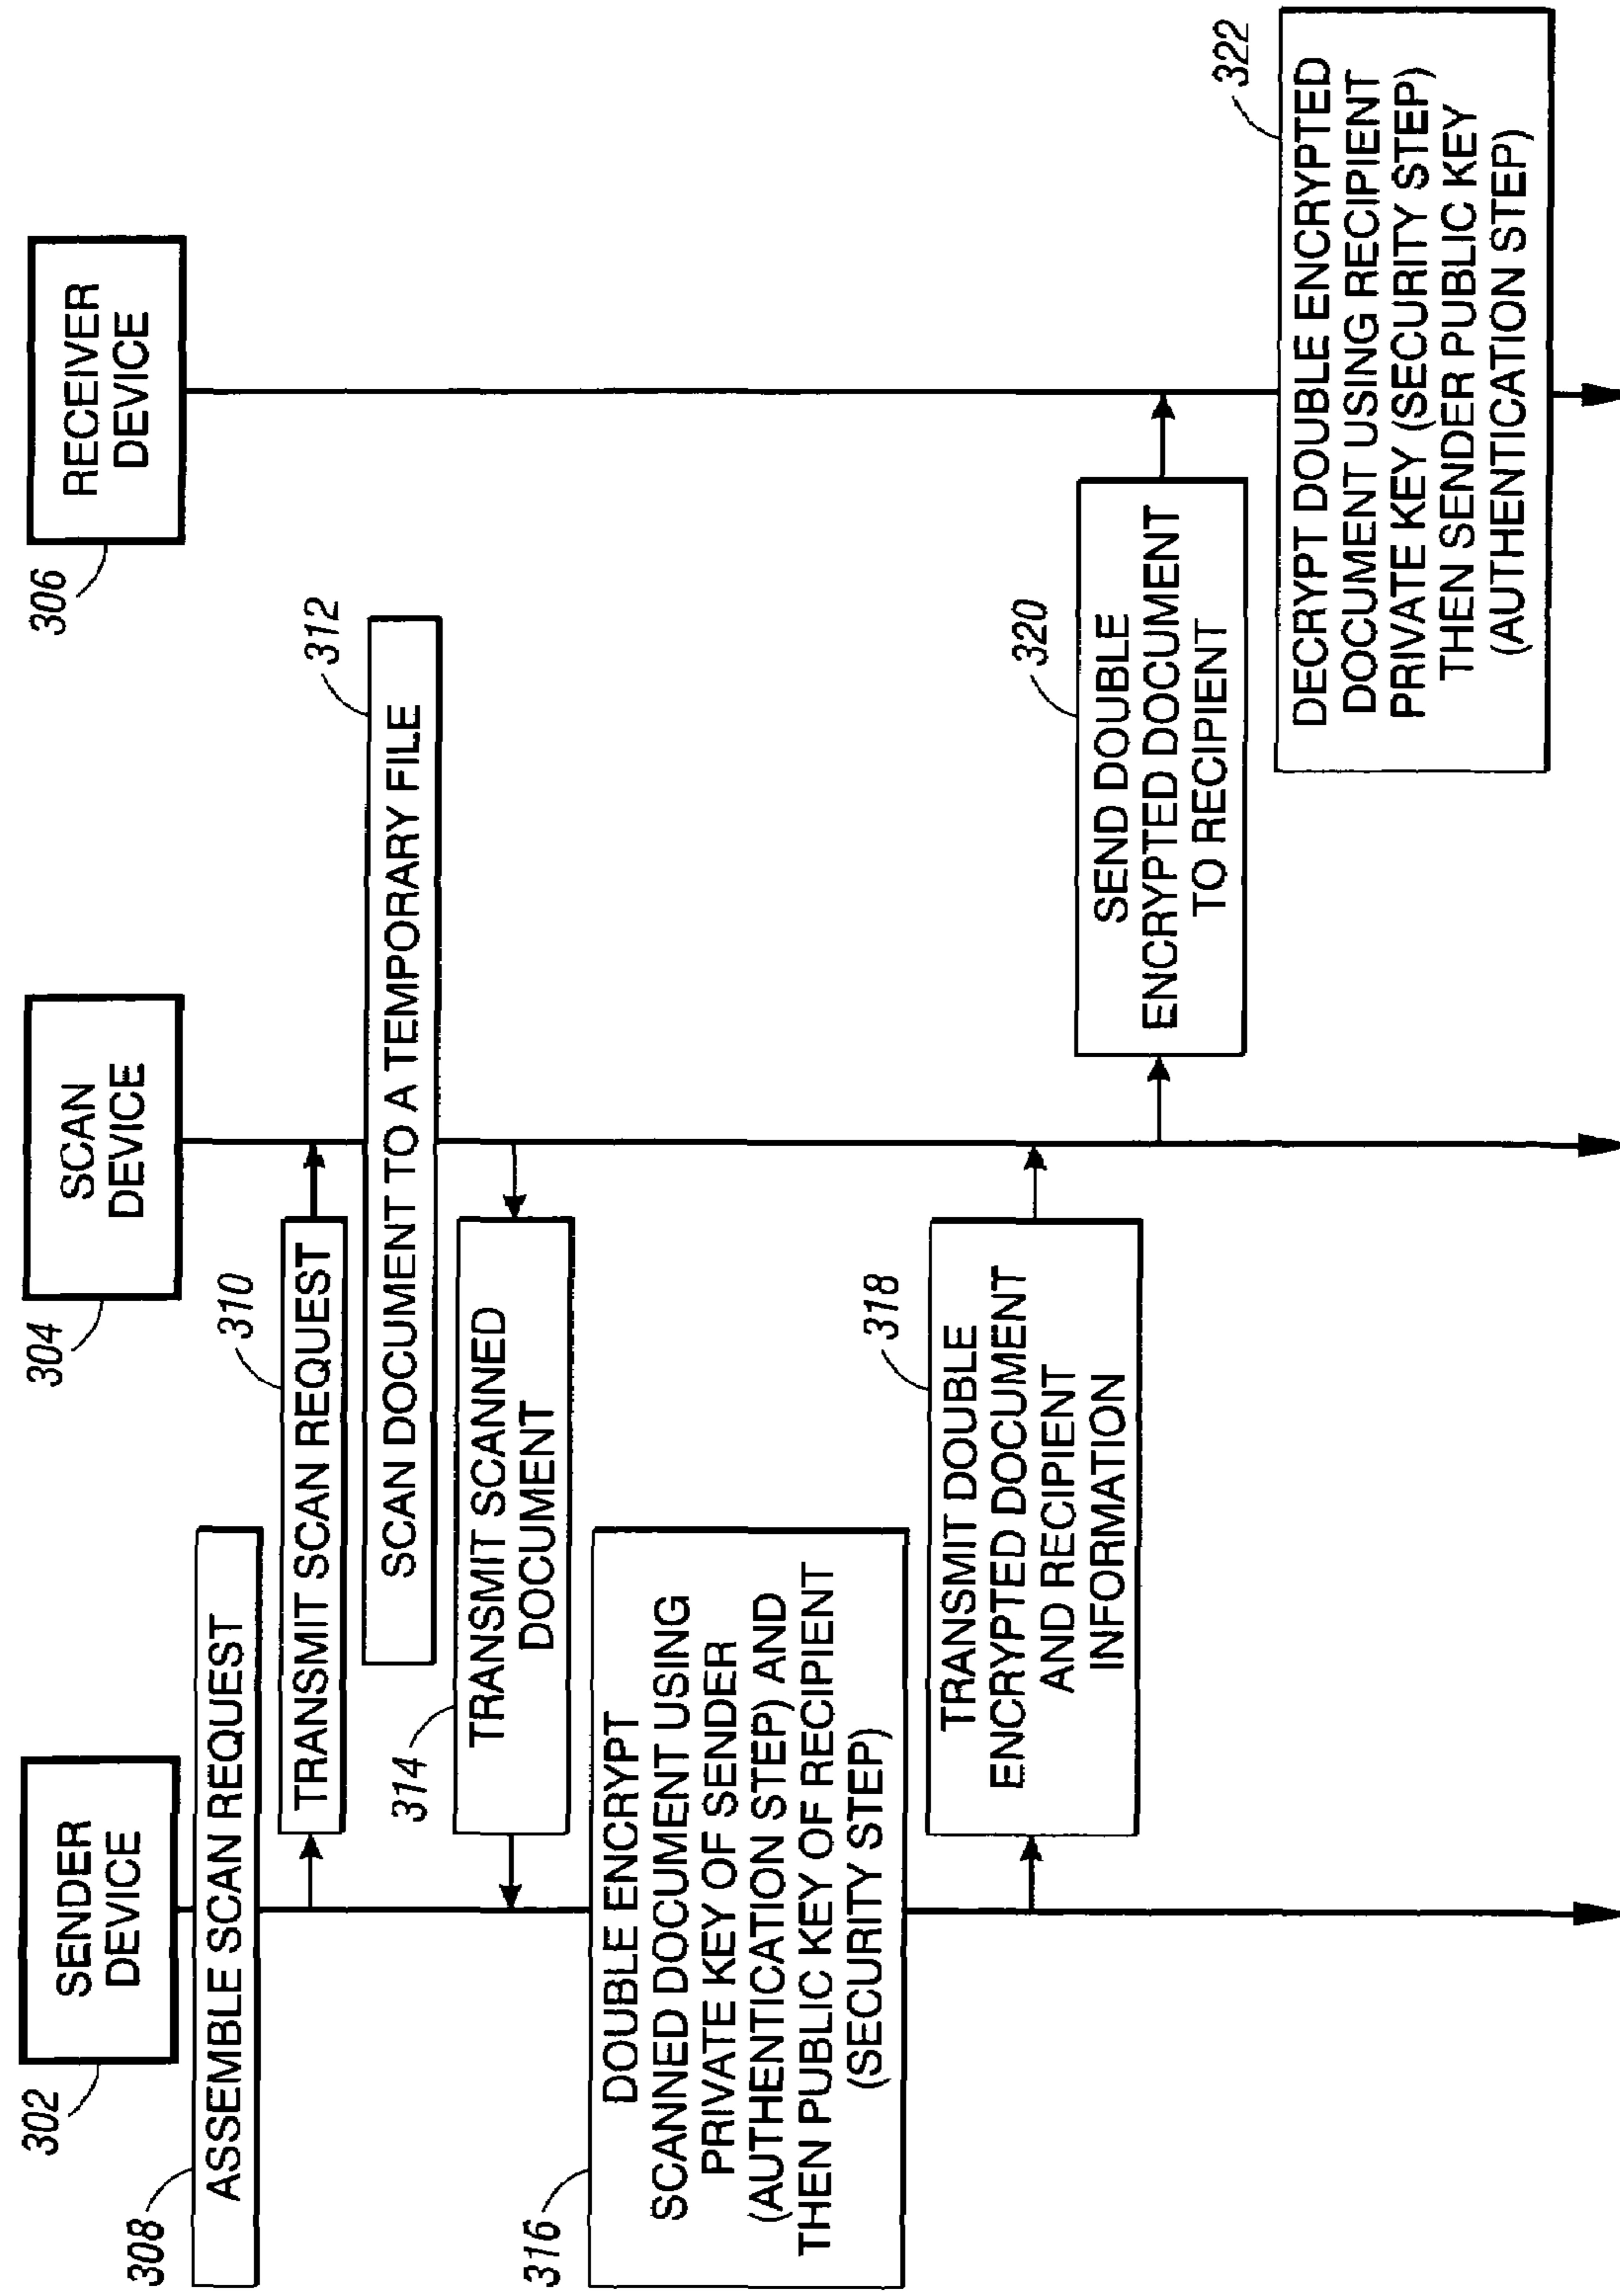 302
SENDER
DEVICE
304
SCAN
DEVICE
306
RECEIVER
DEVICE
308
ASSEMBLE SCAN REQUEST
310
TRANSMIT SCAN REQUEST
312
SCAN DOCUMENT TO A TEMPORARY FILE
314
TRANSMIT SCANNED
DOCUMENT
316
DOUBLE ENCRYPT
SCANNED DOCUMENT USING
PRIVATE KEY OF SENDER
(AUTHENTICATION STEP) AND
THEN PUBLIC KEY OF RECIPIENT
(SECURITY STEP)
318
TRANSMIT DOUBLE
ENCRYPTED DOCUMENT
AND RECIPIENT
INFORMATION
320
SEND DOUBLE
ENCRYPTED DOCUMENT
TO RECIPIENT
322
DECRYPT DOUBLE ENCRYPTED
DOCUMENT USING RECIPIENT
PRIVATE KEY (SECURITY STEP)
THEN SENDER PUBLIC KEY
(AUTHENTICATION STEP)